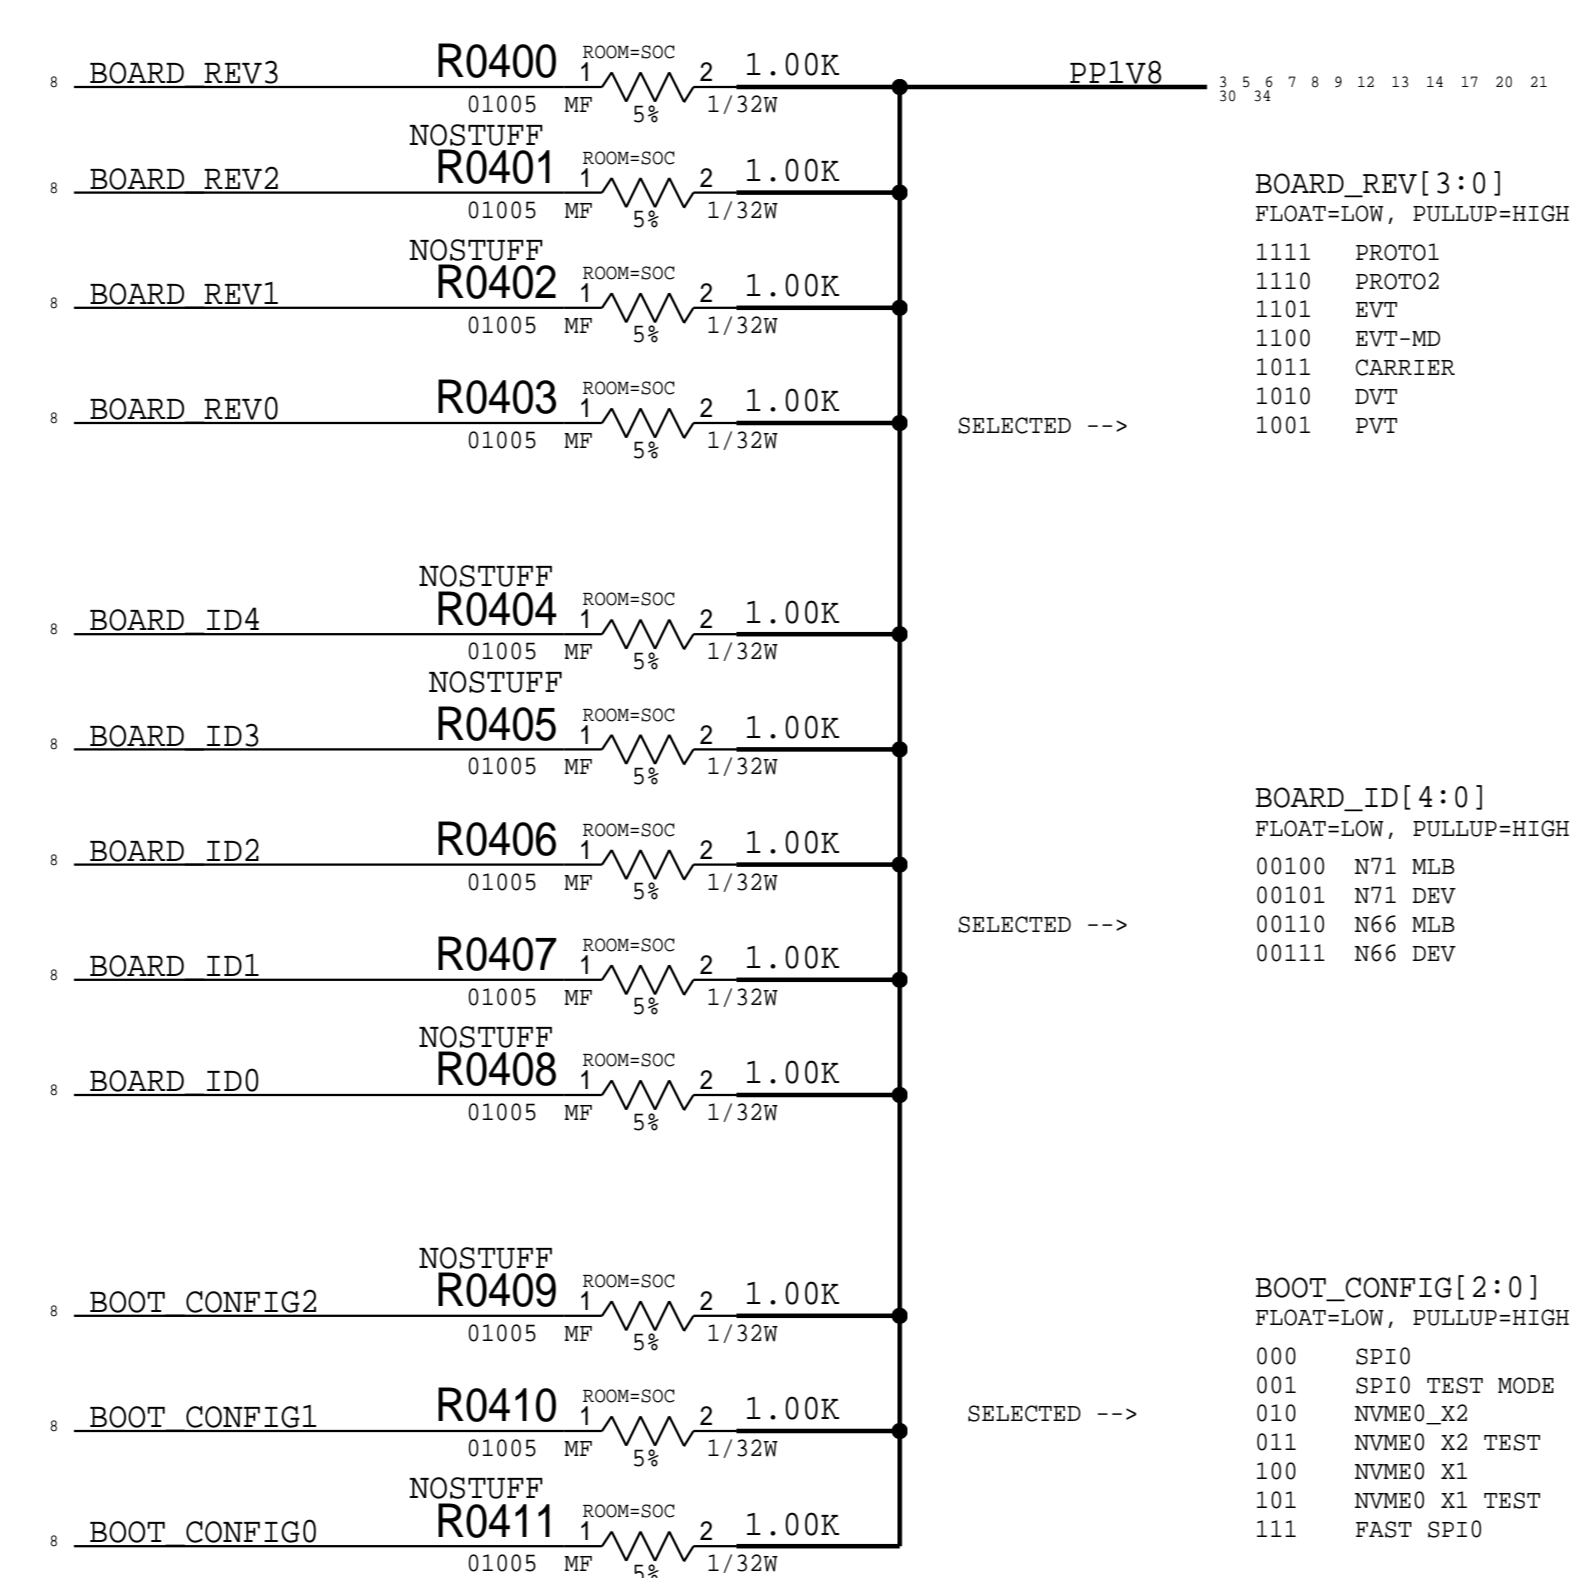 ROOM=SOC
8 BOARD_REV3 R0400 1 2 1.00K PP1V8 3 5 6 7 8 9 12 13 14 17 20 21
30 34
01005 MF 5% 1/32W
NOSTUFF
ROOM=SOC
8 BOARD_REV2 R0401 1 2 1.00K
01005 MF 5% 1/32W
NOSTUFF
ROOM=SOC
8 BOARD_REV1 R0402 1 2 1.00K
01005 MF 5% 1/32W
ROOM=SOC
8 BOARD_REV0 R0403 1 2 1.00K
01005 MF 5% 1/32W
BOARD_REV[3:0]
FLOAT=LOW, PULLUP=HIGH
1111 PROTO1
1110 PROTO2
1101 EVT
1100 EVT-MD
1011 CARRIER
1010 DVT
SELECTED --> 1001 PVT
NOSTUFF
ROOM=SOC
8 BOARD_ID4 R0404 1 2 1.00K
01005 MF 5% 1/32W
NOSTUFF
ROOM=SOC
8 BOARD_ID3 R0405 1 2 1.00K
01005 MF 5% 1/32W
ROOM=SOC
8 BOARD_ID2 R0406 1 2 1.00K
01005 MF 5% 1/32W
ROOM=SOC
8 BOARD_ID1 R0407 1 2 1.00K
01005 MF 5% 1/32W
NOSTUFF
ROOM=SOC
8 BOARD_ID0 R0408 1 2 1.00K
01005 MF 5% 1/32W
BOARD_ID[4:0]
FLOAT=LOW, PULLUP=HIGH
00100 N71 MLB
00101 N71 DEV
SELECTED --> 00110 N66 MLB
00111 N66 DEV
NOSTUFF
ROOM=SOC
8 BOOT_CONFIG2 R0409 1 2 1.00K
01005 MF 5% 1/32W
ROOM=SOC
8 BOOT_CONFIG1 R0410 1 2 1.00K
01005 MF 5% 1/32W
NOSTUFF
ROOM=SOC
8 BOOT_CONFIG0 R0411 1 2 1.00K
01005 MF 5% 1/32W
BOOT_CONFIG[2:0]
FLOAT=LOW, PULLUP=HIGH
000 SPI0
001 SPI0 TEST MODE
SELECTED --> 010 NVME0_X2
011 NVME0 X2 TEST
100 NVME0 X1
101 NVME0 X1 TEST
111 FAST SPI0